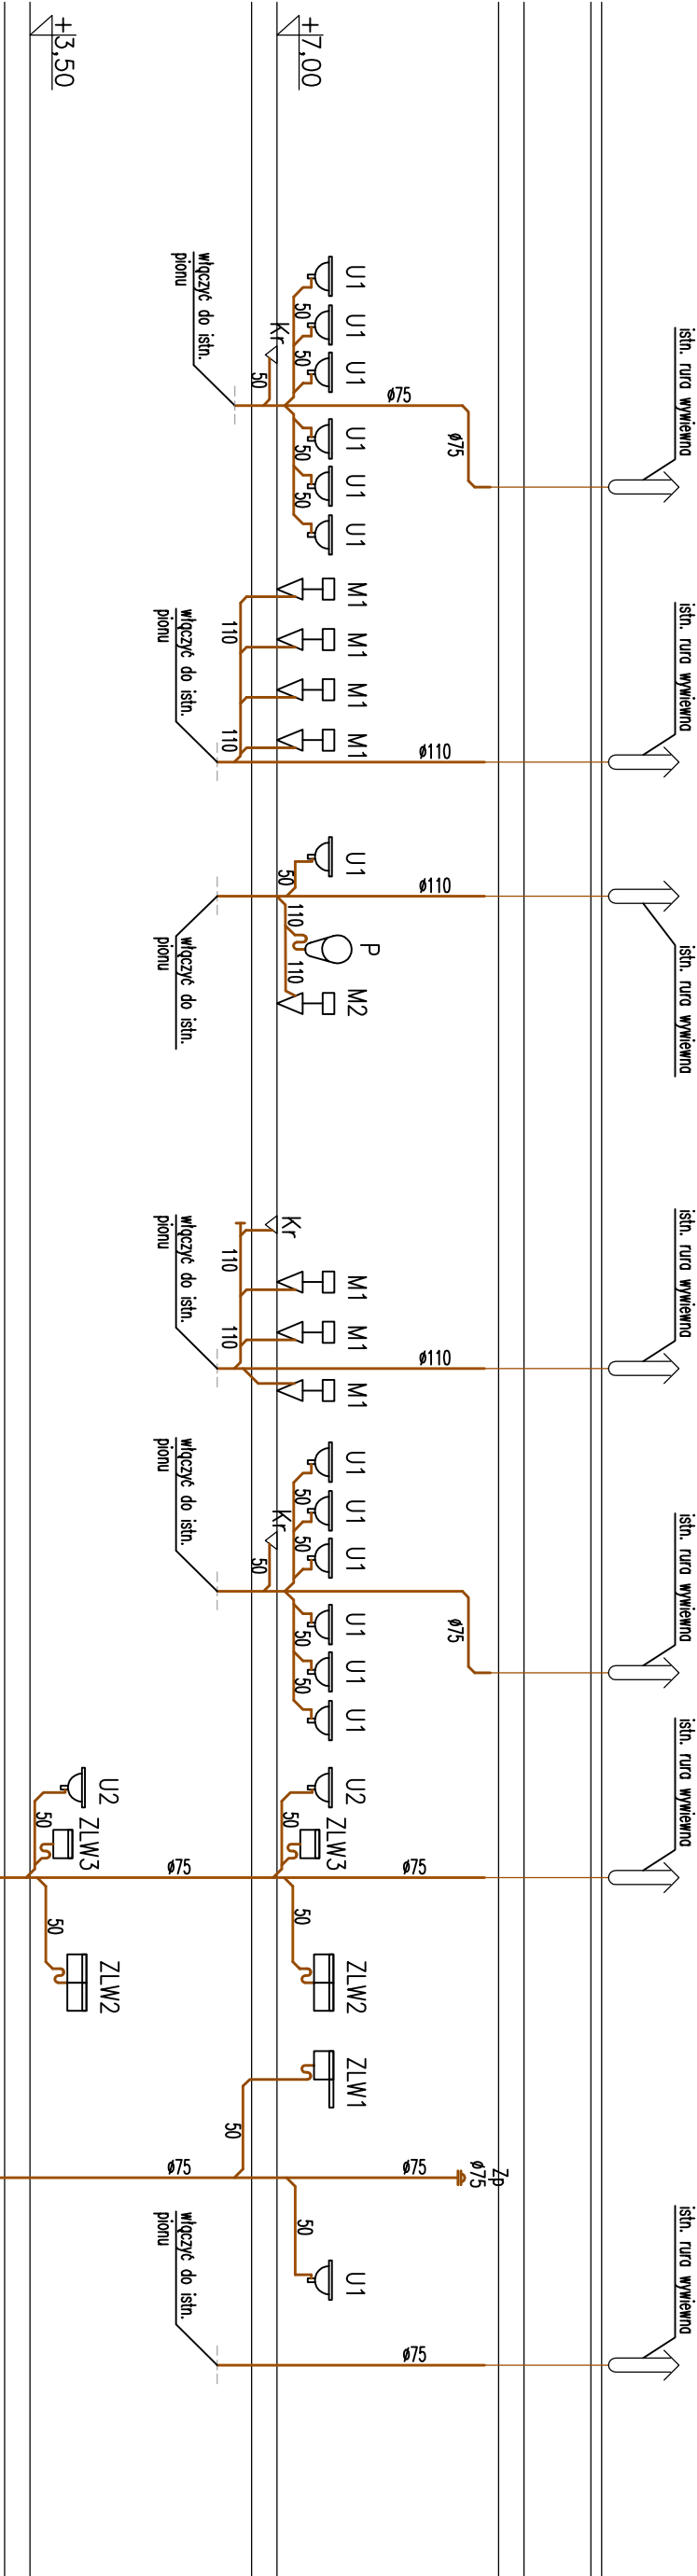 istn. rura wywiewna
istn. rura wywiewna
istn. rura wywiewna
istn. rura wywiewna
istn. rura wywiewna
istn. rura wywiewna
istn. rura wywiewna
ø75
ø75
ø110
ø110
ø110
ø75
ø75
Zp
ø75
ø75
ø75
+7,00
U1
U1
U1
U1
U1
U1
M1
M1
M1
M1
U1
P
M2
Kr
M1
M1
M1
U1
U1
U1
U1
U1
U1
U2
ZLW3
ZLW2
ZLW1
U1
50
50
Kr
50
50
50
50
110
110
50
50
Kr
50
50
50
50
50
50
50
110
110
110
110
50
ø75
ø75
włączyć do istn.
pionu
włączyć do istn.
pionu
włączyć do istn.
pionu
włączyć do istn.
pionu
włączyć do istn.
pionu
włączyć do istn.
pionu
+3,50
U2
ZLW3
ZLW2
50
50